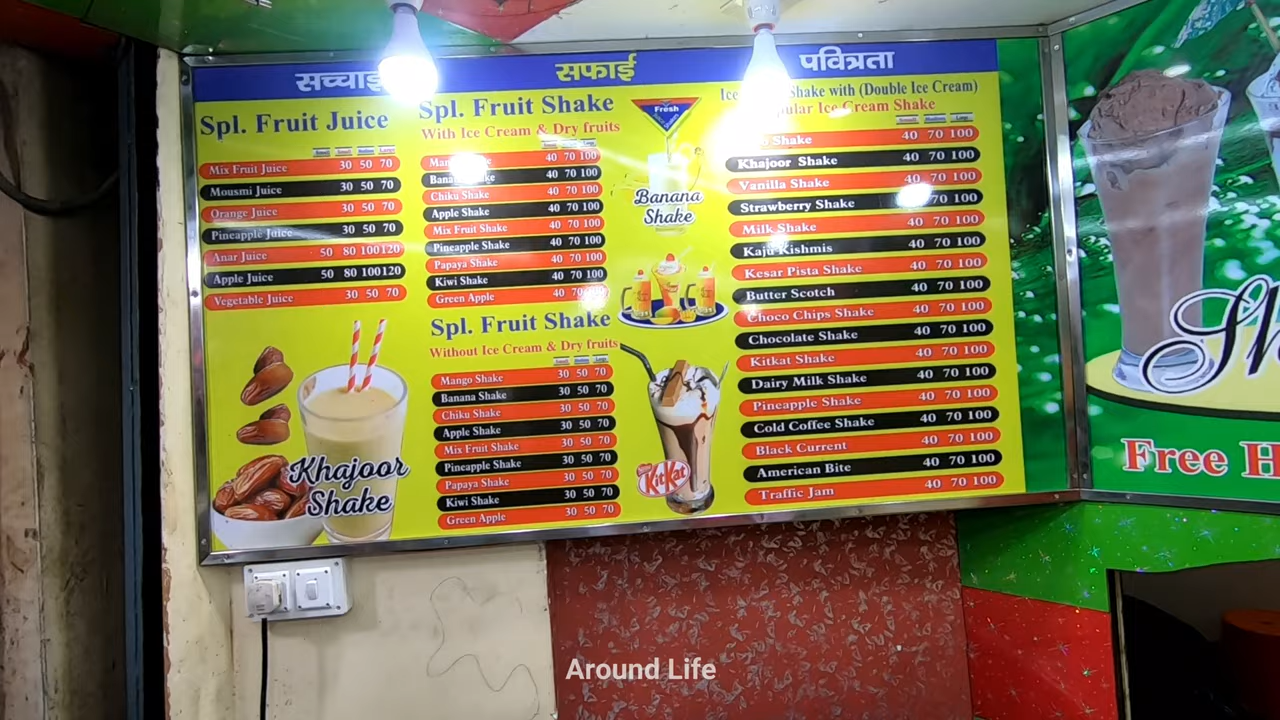 सच्चाई
सफाई
पवित्रता
Spl. Fruit Juice
Mix Fruit Juice 30 50 70
Mousmi Juice 30 50 70
Orange Juice 30 50 70
Pineapple Juice 30 50 70
Anar Juice 50 80 100 120
Apple Juice 50 80 100 120
Vegetable Juice 30 50 70
Khajoor
Shake
Spl. Fruit Shake
With Ice Cream & Dry fruits
40 70 100
Shake
Chiku Shake 40 70 100
Apple Shake 40 70 100
Mix Fruit Shake 40 70 100
Pineapple Shake 40 70 100
Papaya Shake 40 70 100
Kiwi Shake 40 70 100
Green Apple 40 70
Spl. Fruit Shake
Without Ice Cream & Dry fruits
Small Medium Large
Mango Shake 30 50 70
Banana Shake 30 50 70
Chiku Shake 30 50 70
Apple Shake 30 50 70
Mix Fruit Shake 30 50 70
Pineapple Shake 30 50 70
Papaya Shake 30 50 70
Kiwi Shake 30 50 70
Green Apple 30 50 70
Fresh
Banana
Shake
KitKat
Ice Shake with (Double Ice Cream)
Ice Cream Shake
Shake 40 70 100
Khajoor Shake 40 70 100
Vanilla Shake 40 70 100
Strawberry Shake 70 100
Milk Shake 40 70 100
Kaju Kishmis 40 70 100
Kesar Pista Shake 40 70 100
Butter Scotch 40 70 100
Choco Chips Shake 40 70 100
Chocolate Shake 40 70 100
Kitkat Shake 40 70 100
Dairy Milk Shake 40 70 100
Pineapple Shake 40 70 100
Cold Coffee Shake 40 70 100
Black Current 40 70 100
American Bite 40 70 100
Traffic Jam 40 70 100
Free H
Around Life